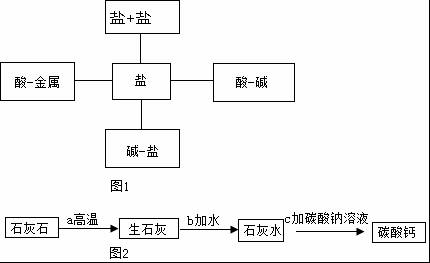 盐+盐
酸-金属 盐 酸-碱
碱-盐
图1
石灰石 a高温 生石灰 b加水 石灰水 c加碳酸钠溶液 碳酸钙
图2